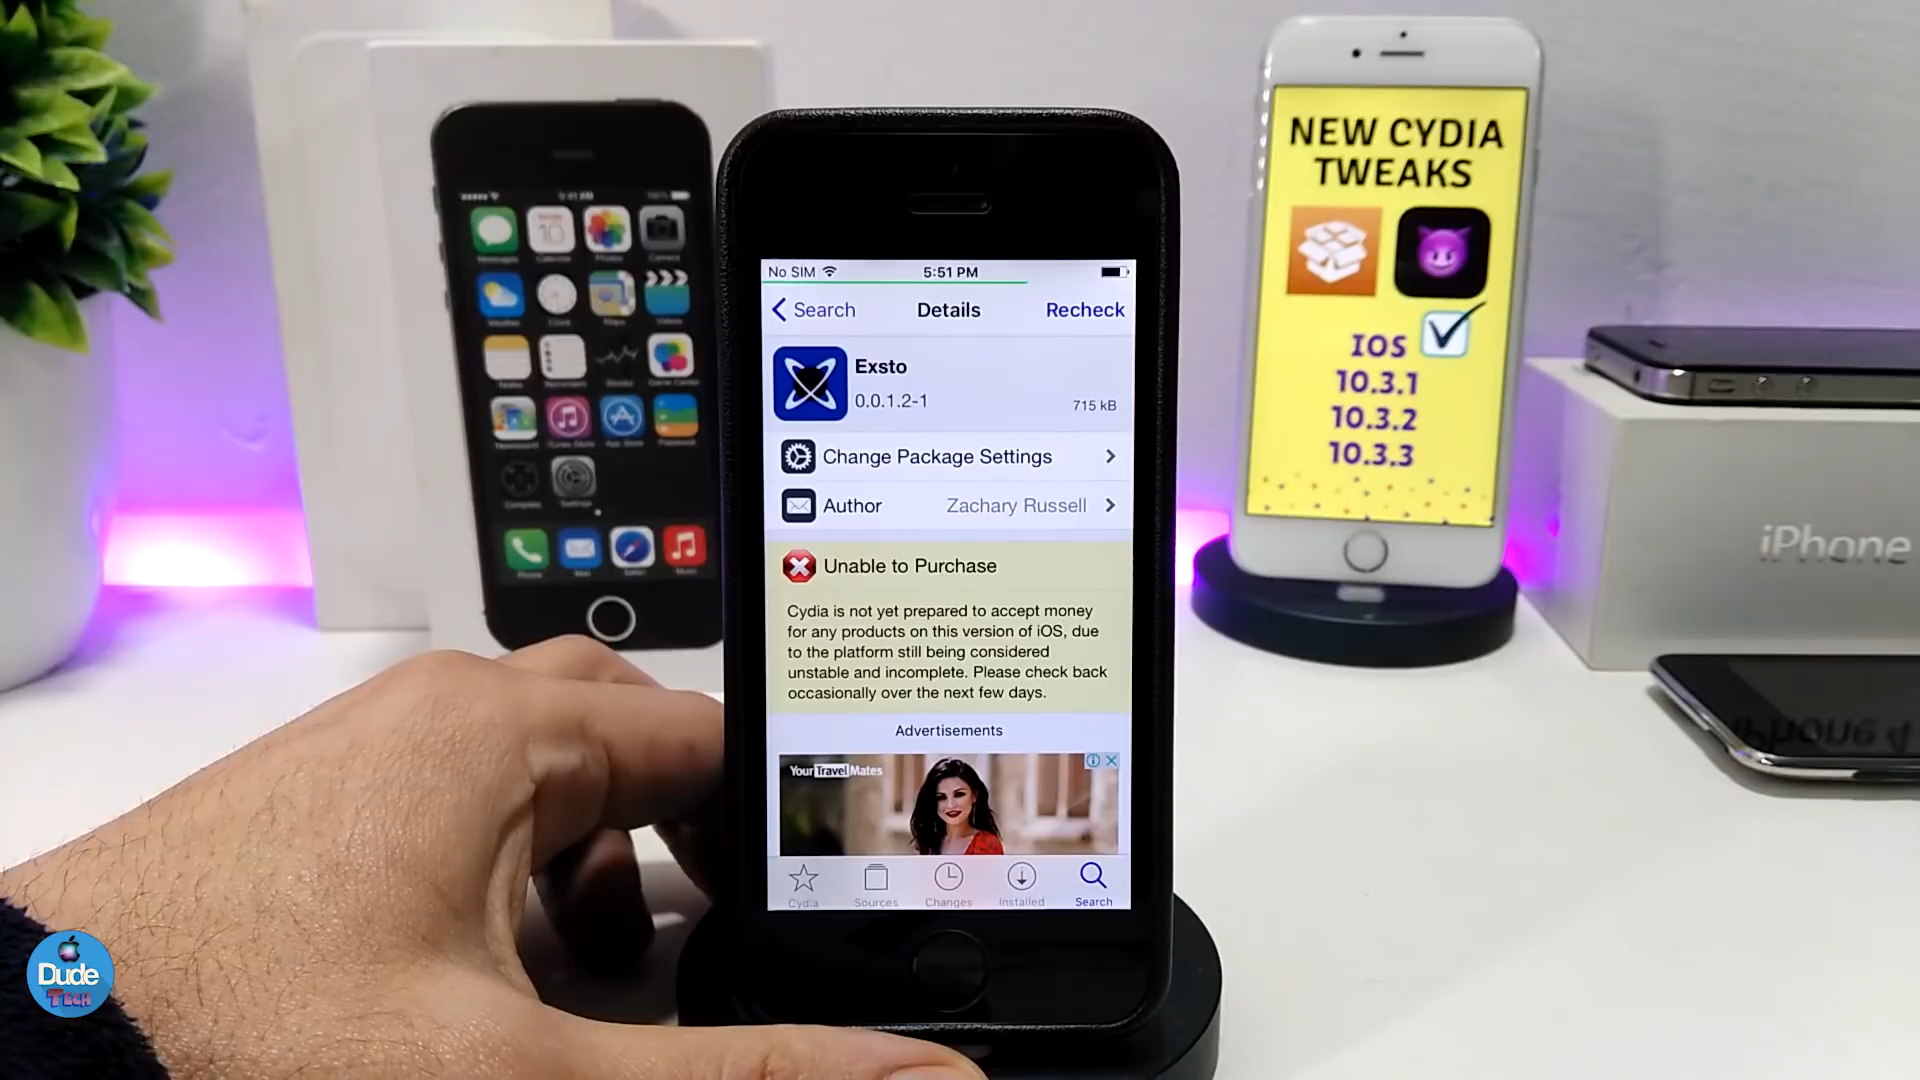 NEW CYDIA
TWEAKS
IOS
10.3.1
10.3.2
10.3.3
iPhone
iPhone 4
No SIM
5:51 PM
Search
Details
Recheck
Exsto
0.0.1.2-1
715 kB
Change Package Settings
Author
Zachary Russell
Unable to Purchase
Cydia is not yet prepared to accept money
for any products on this version of iOS, due
to the platform still being considered
unstable and incomplete. Please check back
occasionally over the next few days.
Advertisements
YourTravelMates
Cydia
Sources
Changes
Installed
Search
Dude
TECH